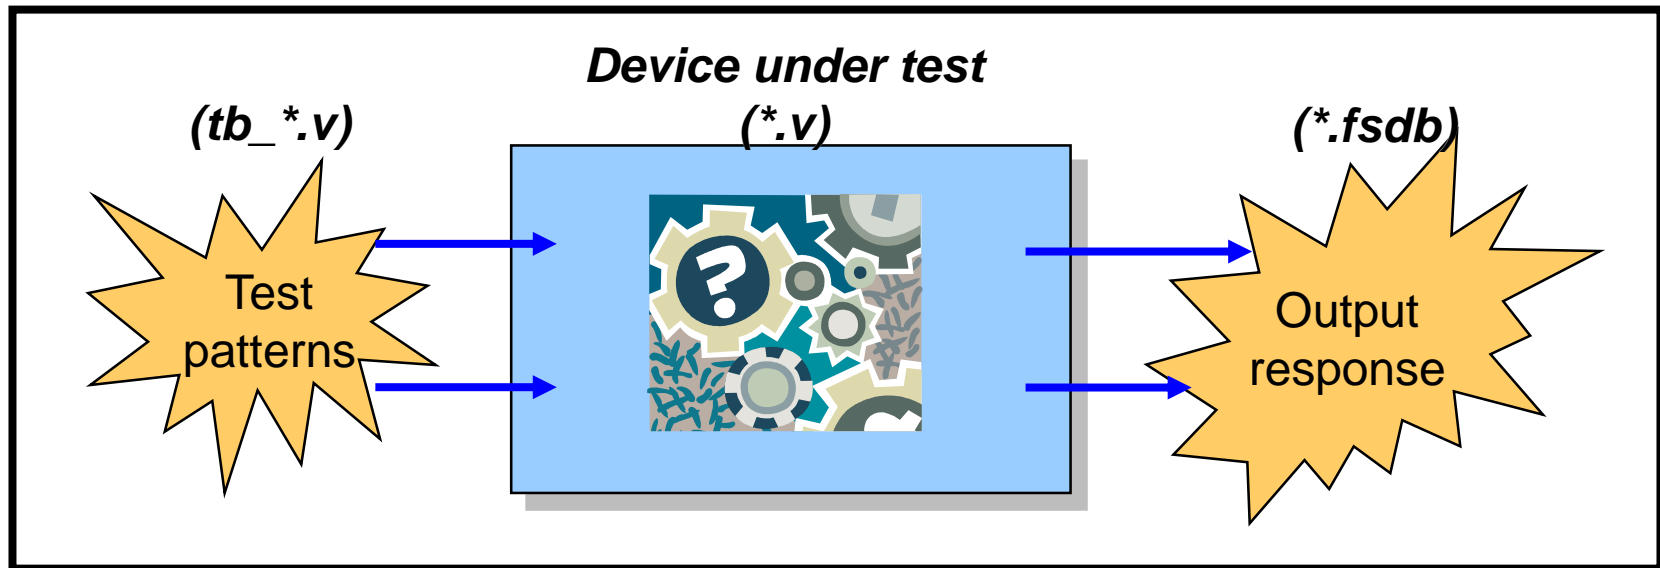 Device under test
(tb_*.v)
(*.v)
(*.fsdb)
Test
patterns
?
Output
response